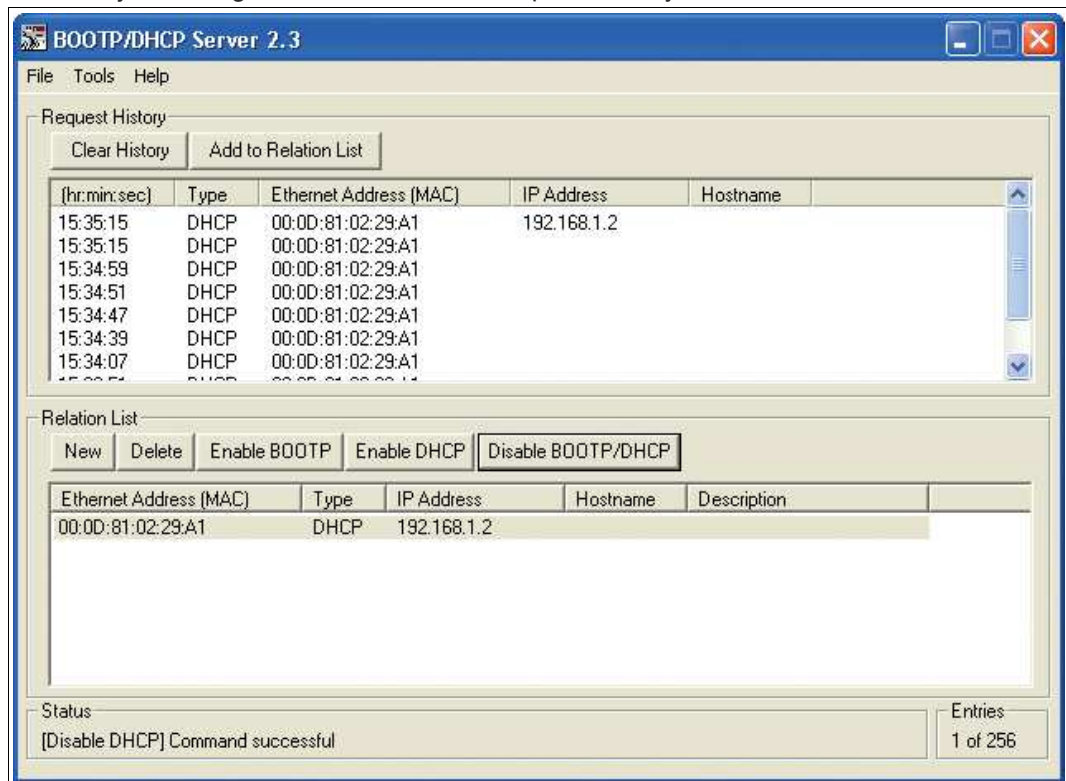 BOOTP/DHCP Server 2.3
File Tools Help
Request History
Clear History Add to Relation List
(hr:min:sec) Type Ethernet Address (MAC) IP Address Hostname
15:35:15 DHCP 00:0D:81:02:29:A1 192.168.1.2
15:35:15 DHCP 00:0D:81:02:29:A1
15:34:59 DHCP 00:0D:81:02:29:A1
15:34:51 DHCP 00:0D:81:02:29:A1
15:34:47 DHCP 00:0D:81:02:29:A1
15:34:39 DHCP 00:0D:81:02:29:A1
15:34:07 DHCP 00:0D:81:02:29:A1
Relation List
New Delete Enable BOOTP Enable DHCP Disable BOOTP/DHCP
Ethernet Address (MAC) Type IP Address Hostname Description
00:0D:81:02:29:A1 DHCP 192.168.1.2
Status
[Disable DHCP] Command successful
Entries
1 of 256